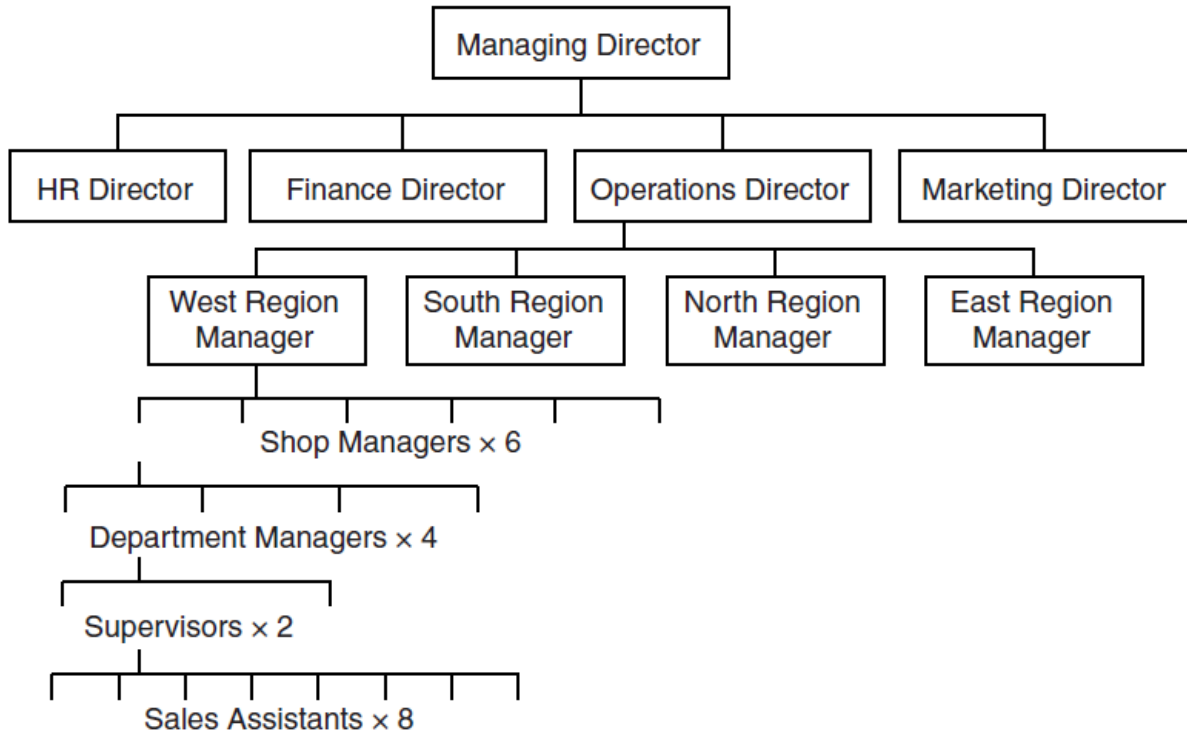 Managing Director
HR Director
Finance Director
Operations Director
Marketing Director
West Region
Manager
South Region
Manager
North Region
Manager
East Region
Manager
Shop Managers × 6
Department Managers × 4
Supervisors × 2
Sales Assistants × 8